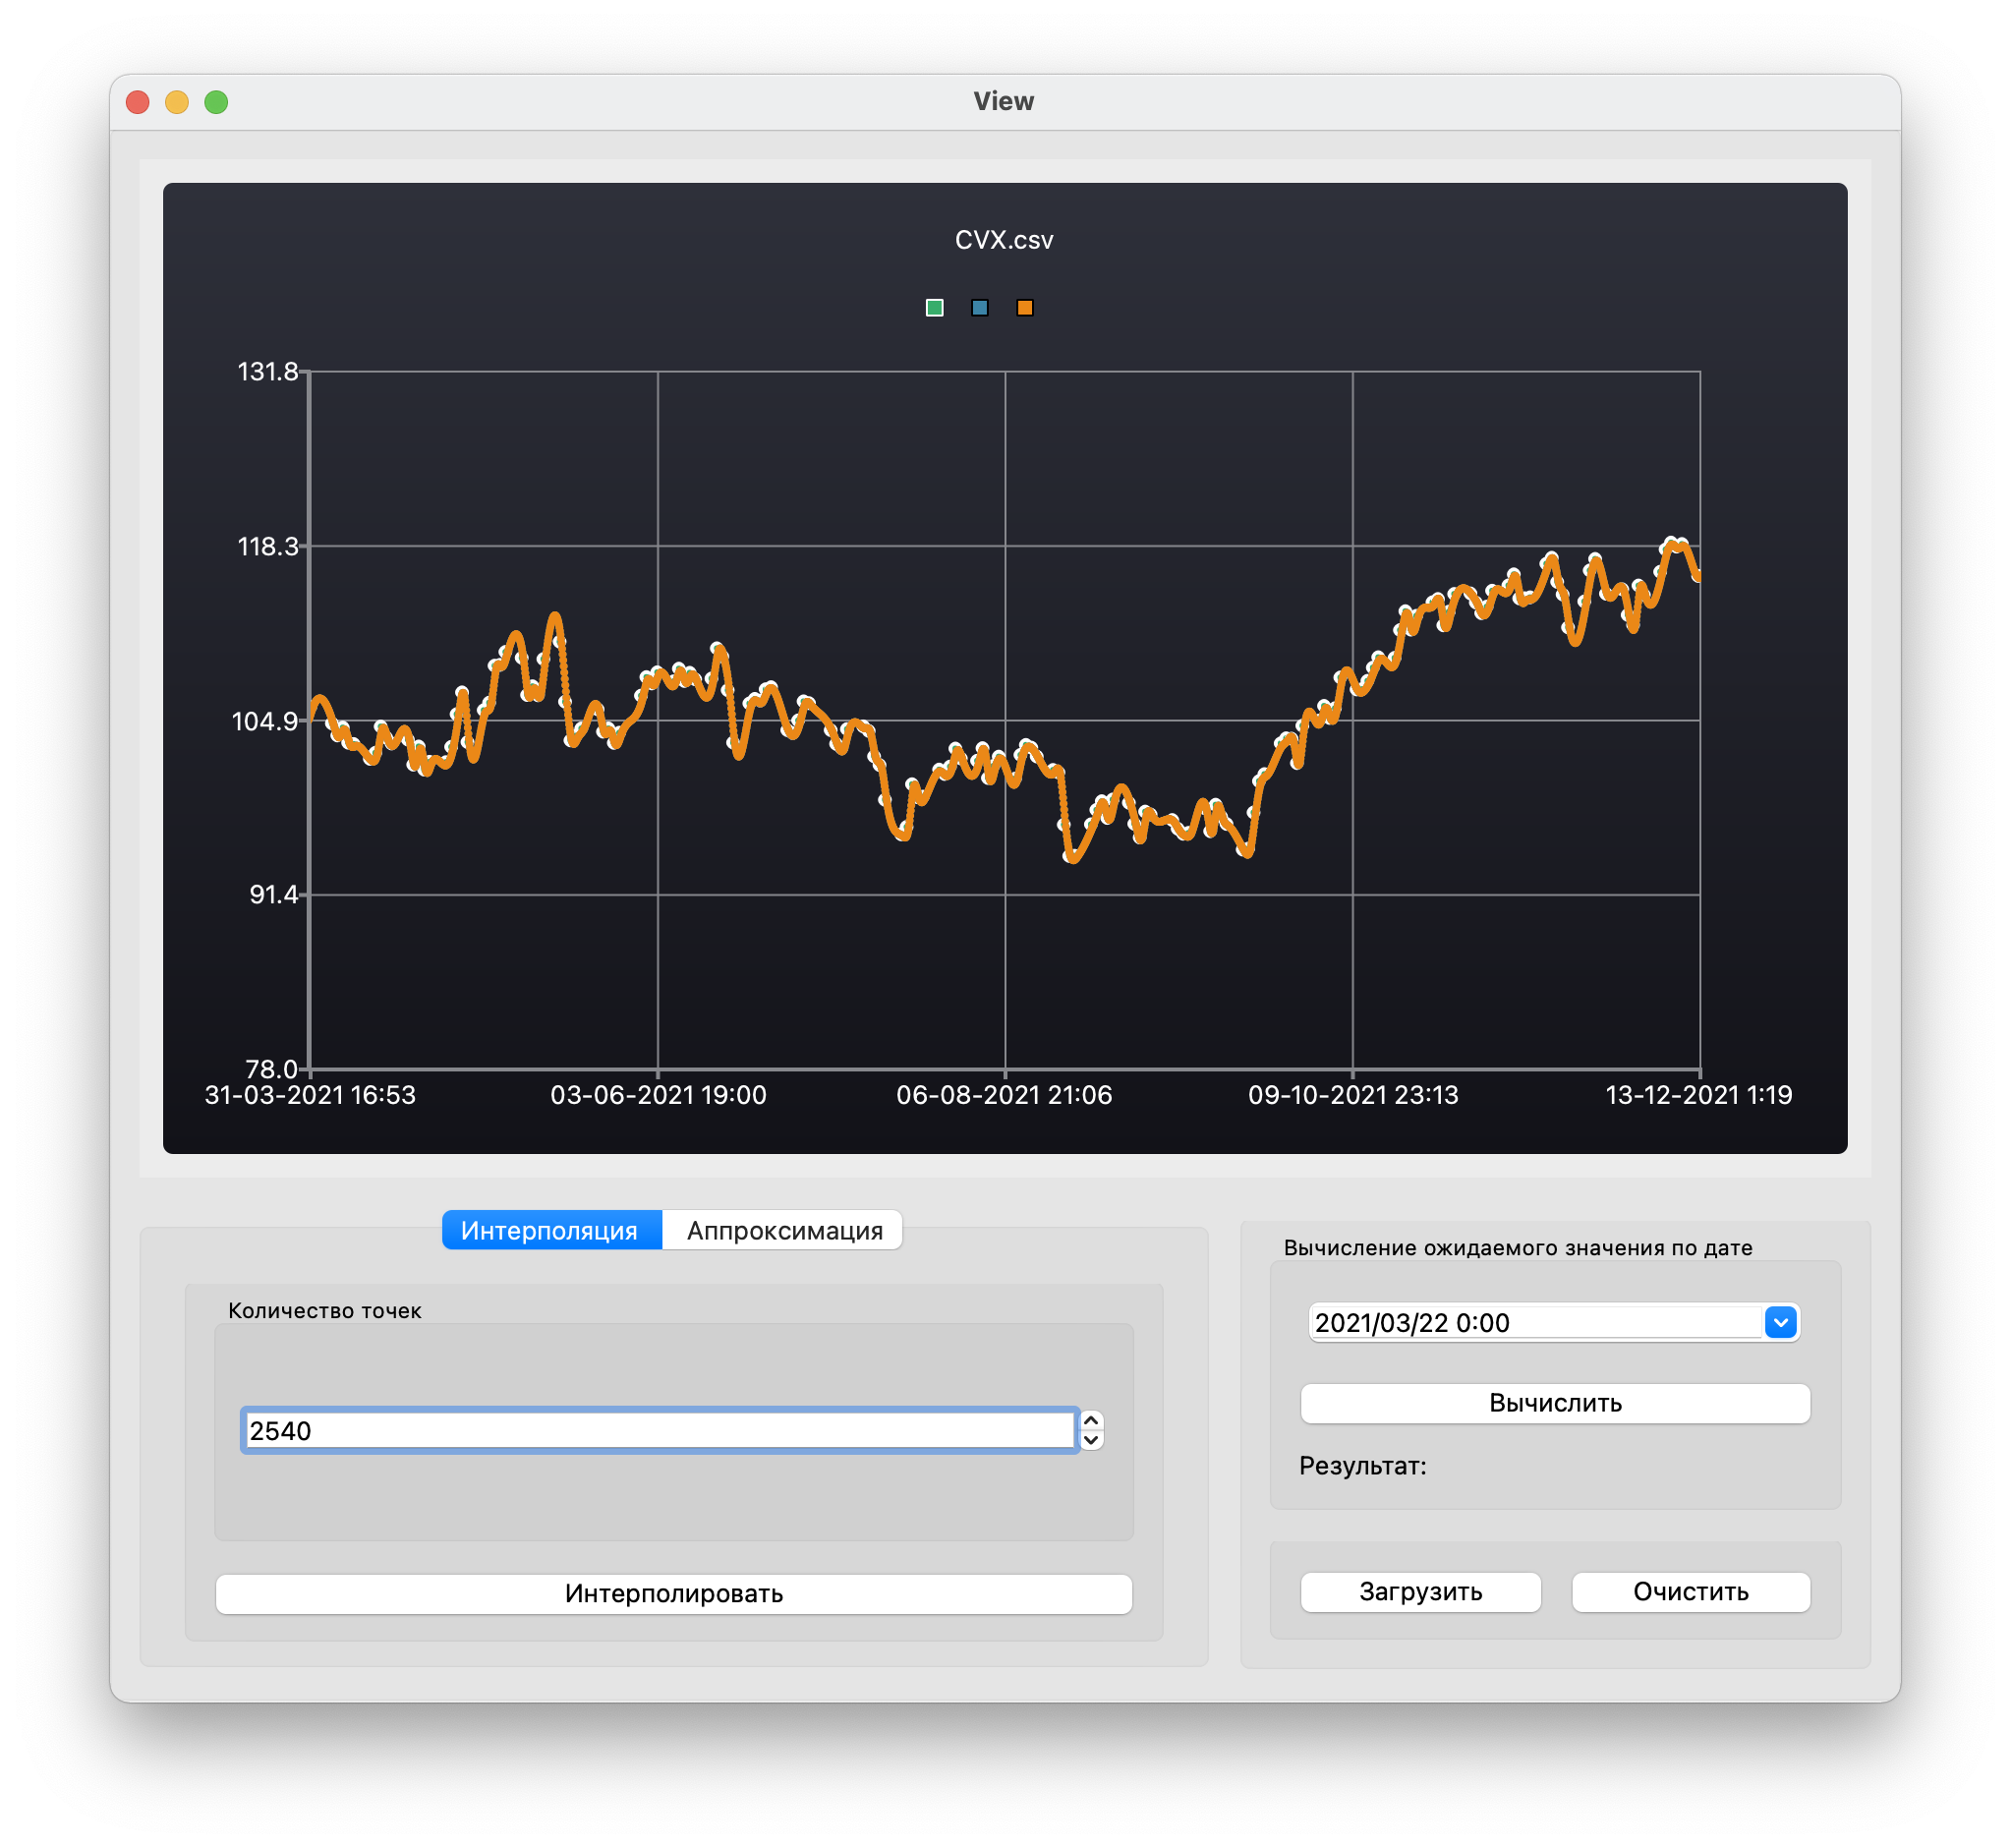 View
CVX.csv
131.8
118.3
104.9
91.4
78.0
31-03-2021 16:53 03-06-2021 19:00 06-08-2021 21:06 09-10-2021 23:13 13-12-2021 1:19
Интерполяция Аппроксимация
Количество точек
2540
Интерполировать
Вычисление ожидаемого значения по дате
2021/03/22 0:00
Вычислить
Результат:
Загрузить Очистить